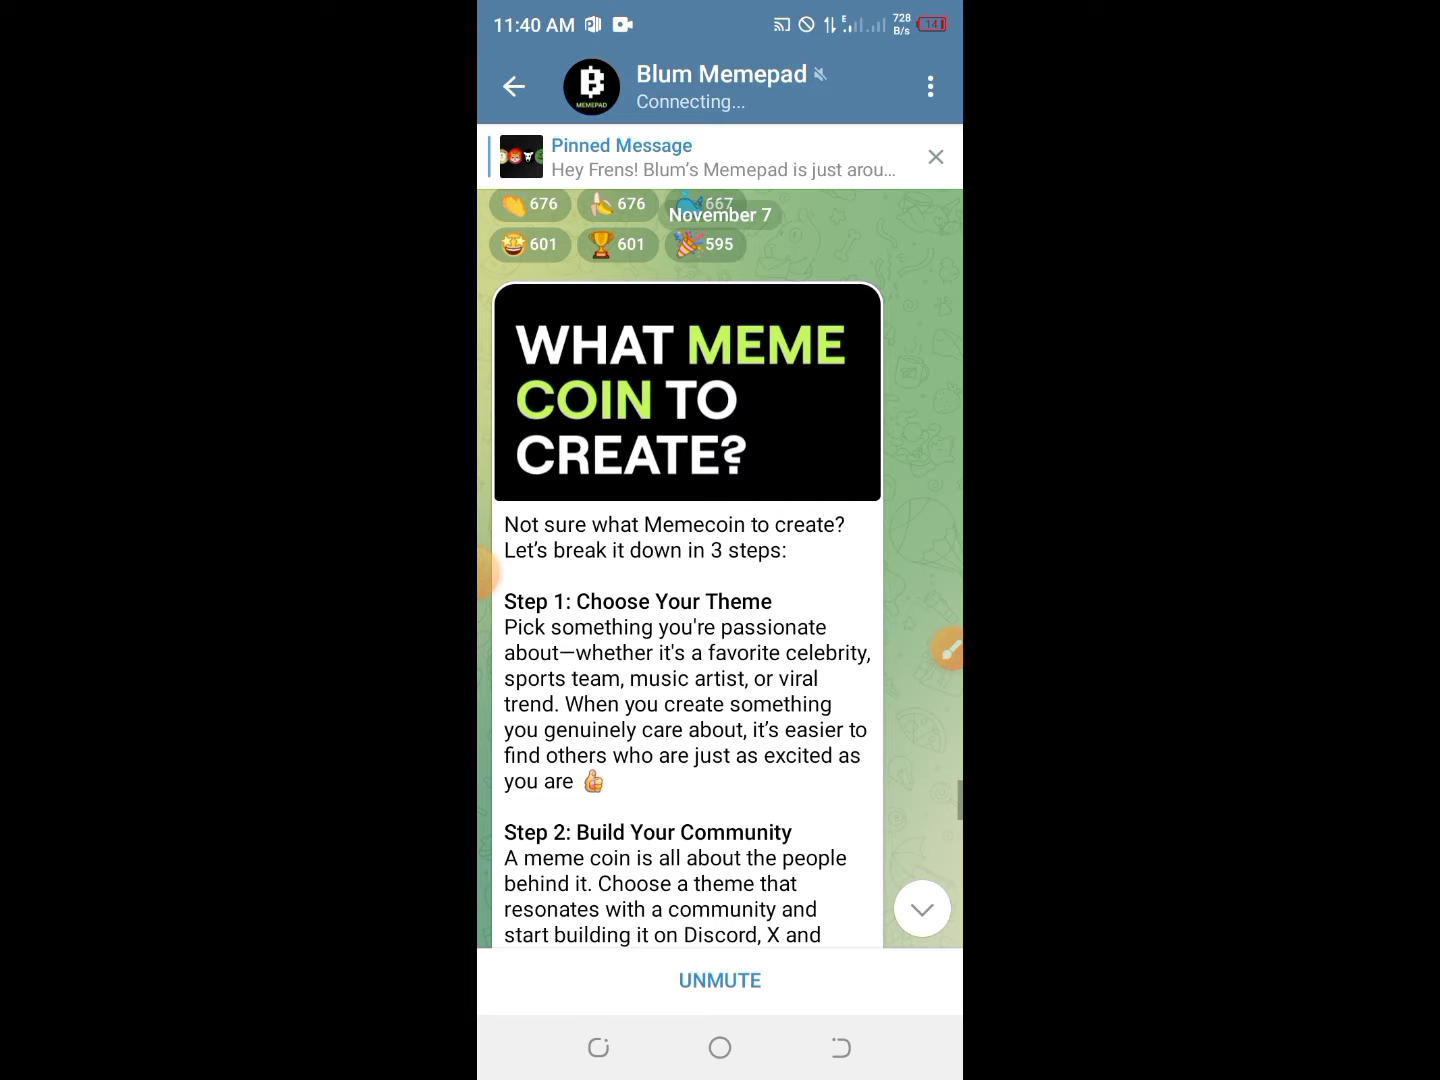 11:40 AM
728
B/s
E
14
Blum Memepad
MEMEPAD
Connecting...
Pinned Message
Hey Frens! Blum’s Memepad is just arou...
676
676
667
November 7
601
601
595
WHAT MEME
COIN TO
CREATE?
Not sure what Memecoin to create?
Let’s break it down in 3 steps:
Step 1: Choose Your Theme
Pick something you're passionate
about—whether it's a favorite celebrity,
sports team, music artist, or viral
trend. When you create something
you genuinely care about, it’s easier to
find others who are just as excited as
you are 👍
Step 2: Build Your Community
A meme coin is all about the people
behind it. Choose a theme that
resonates with a community and
start building it on Discord, X and
UNMUTE